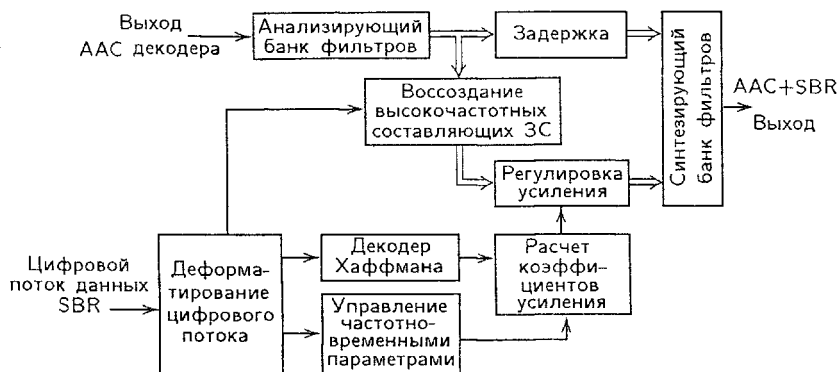 Выход
ААС декодера
Анализирующий
банк фильтров
Задержка
Синтезирующий
банк фильтров
AAC+SBR
Выход
Воссоздание
высокочастотных
составляющих ЗС
Регулировка
усиления
Цифровой
поток данных
SBR
Деформа-
тирование
цифрового
потока
Декодер
Хаффмана
Расчет
коэффи-
циентов
усиления
Управление
частотно-
временными
параметрами